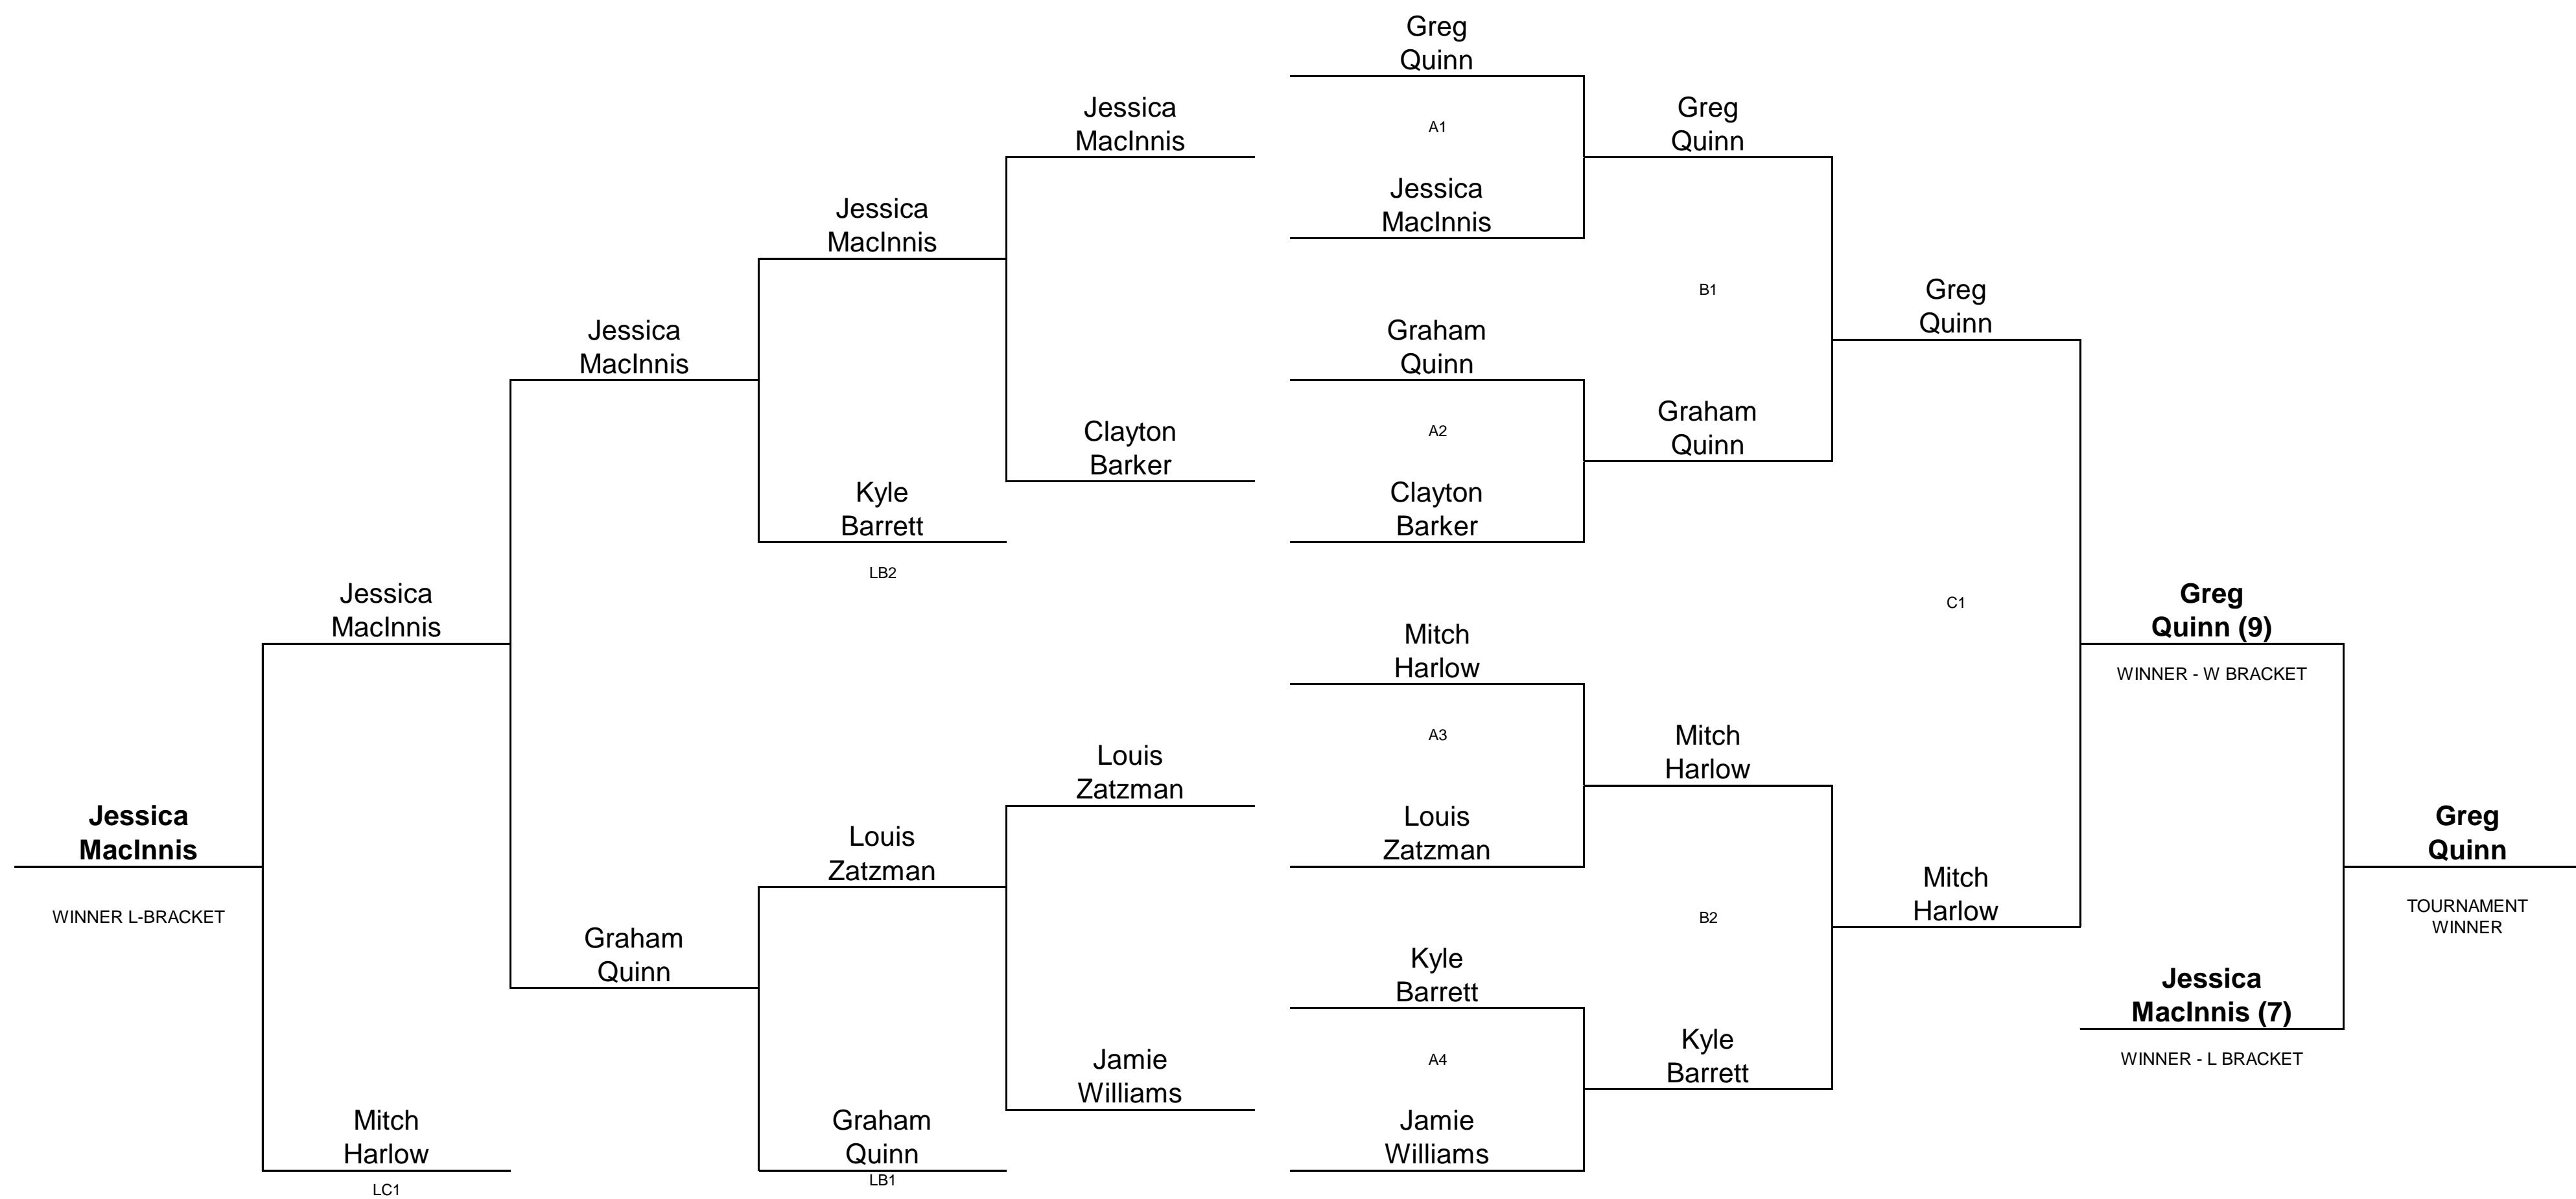 Greg
Quinn
Jessica
MacInnis
Greg
Quinn
A1
Jessica
MacInnis
Jessica
MacInnis
B1
Greg
Quinn
Jessica
MacInnis
Graham
Quinn
Graham
Quinn
Clayton
Barker
A2
Kyle
Barrett
Clayton
Barker
LB2
Jessica
MacInnis
C1
Greg
Quinn (9)
Mitch
Harlow
WINNER - W BRACKET
A3
Mitch
Harlow
Louis
Zatzman
Jessica
MacInnis
Louis
Zatzman
Louis
Zatzman
Greg
Quinn
Mitch
Harlow
WINNER L-BRACKET
B2
TOURNAMENT
WINNER
Graham
Quinn
Kyle
Barrett
Jessica
MacInnis (7)
Jamie
Williams
A4
Kyle
Barrett
WINNER - L BRACKET
Mitch
Harlow
Graham
Quinn
Jamie
Williams
LC1
LB1